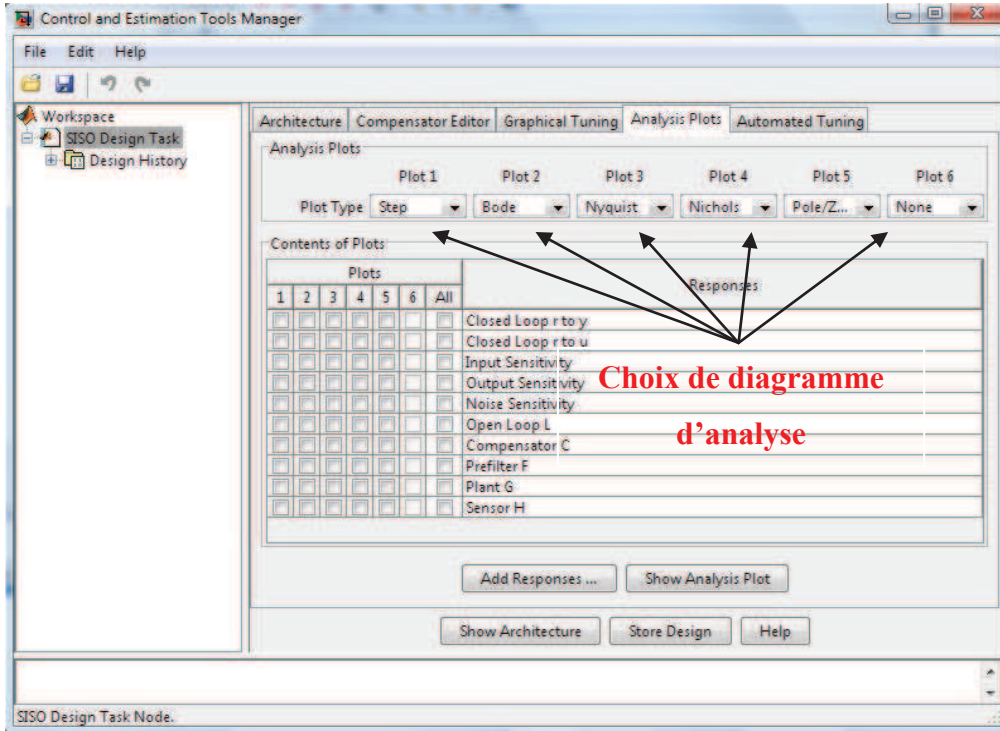 Control and Estimation Tools Manager
File Edit Help
Workspace
SISO Design Task
Design History
Architecture Compensator Editor Graphical Tuning Analysis Plots Automated Tuning
Analysis Plots
Plot 1 Plot 2 Plot 3 Plot 4 Plot 5 Plot 6
Plot Type Step Bode Nyquist Nichols Pole/Z... None
Contents of Plots
Plots
Responses
1 2 3 4 5 6 All
Closed Loop r to y
Closed Loop r to u
Input Sensitivity
Output Sensitivity
Noise Sensitivity
Open Loop L
Compensator C
Prefilter F
Plant G
Sensor H
Choix de diagramme
d’analyse
Add Responses ... Show Analysis Plot
Show Architecture Store Design Help
SISO Design Task Node.